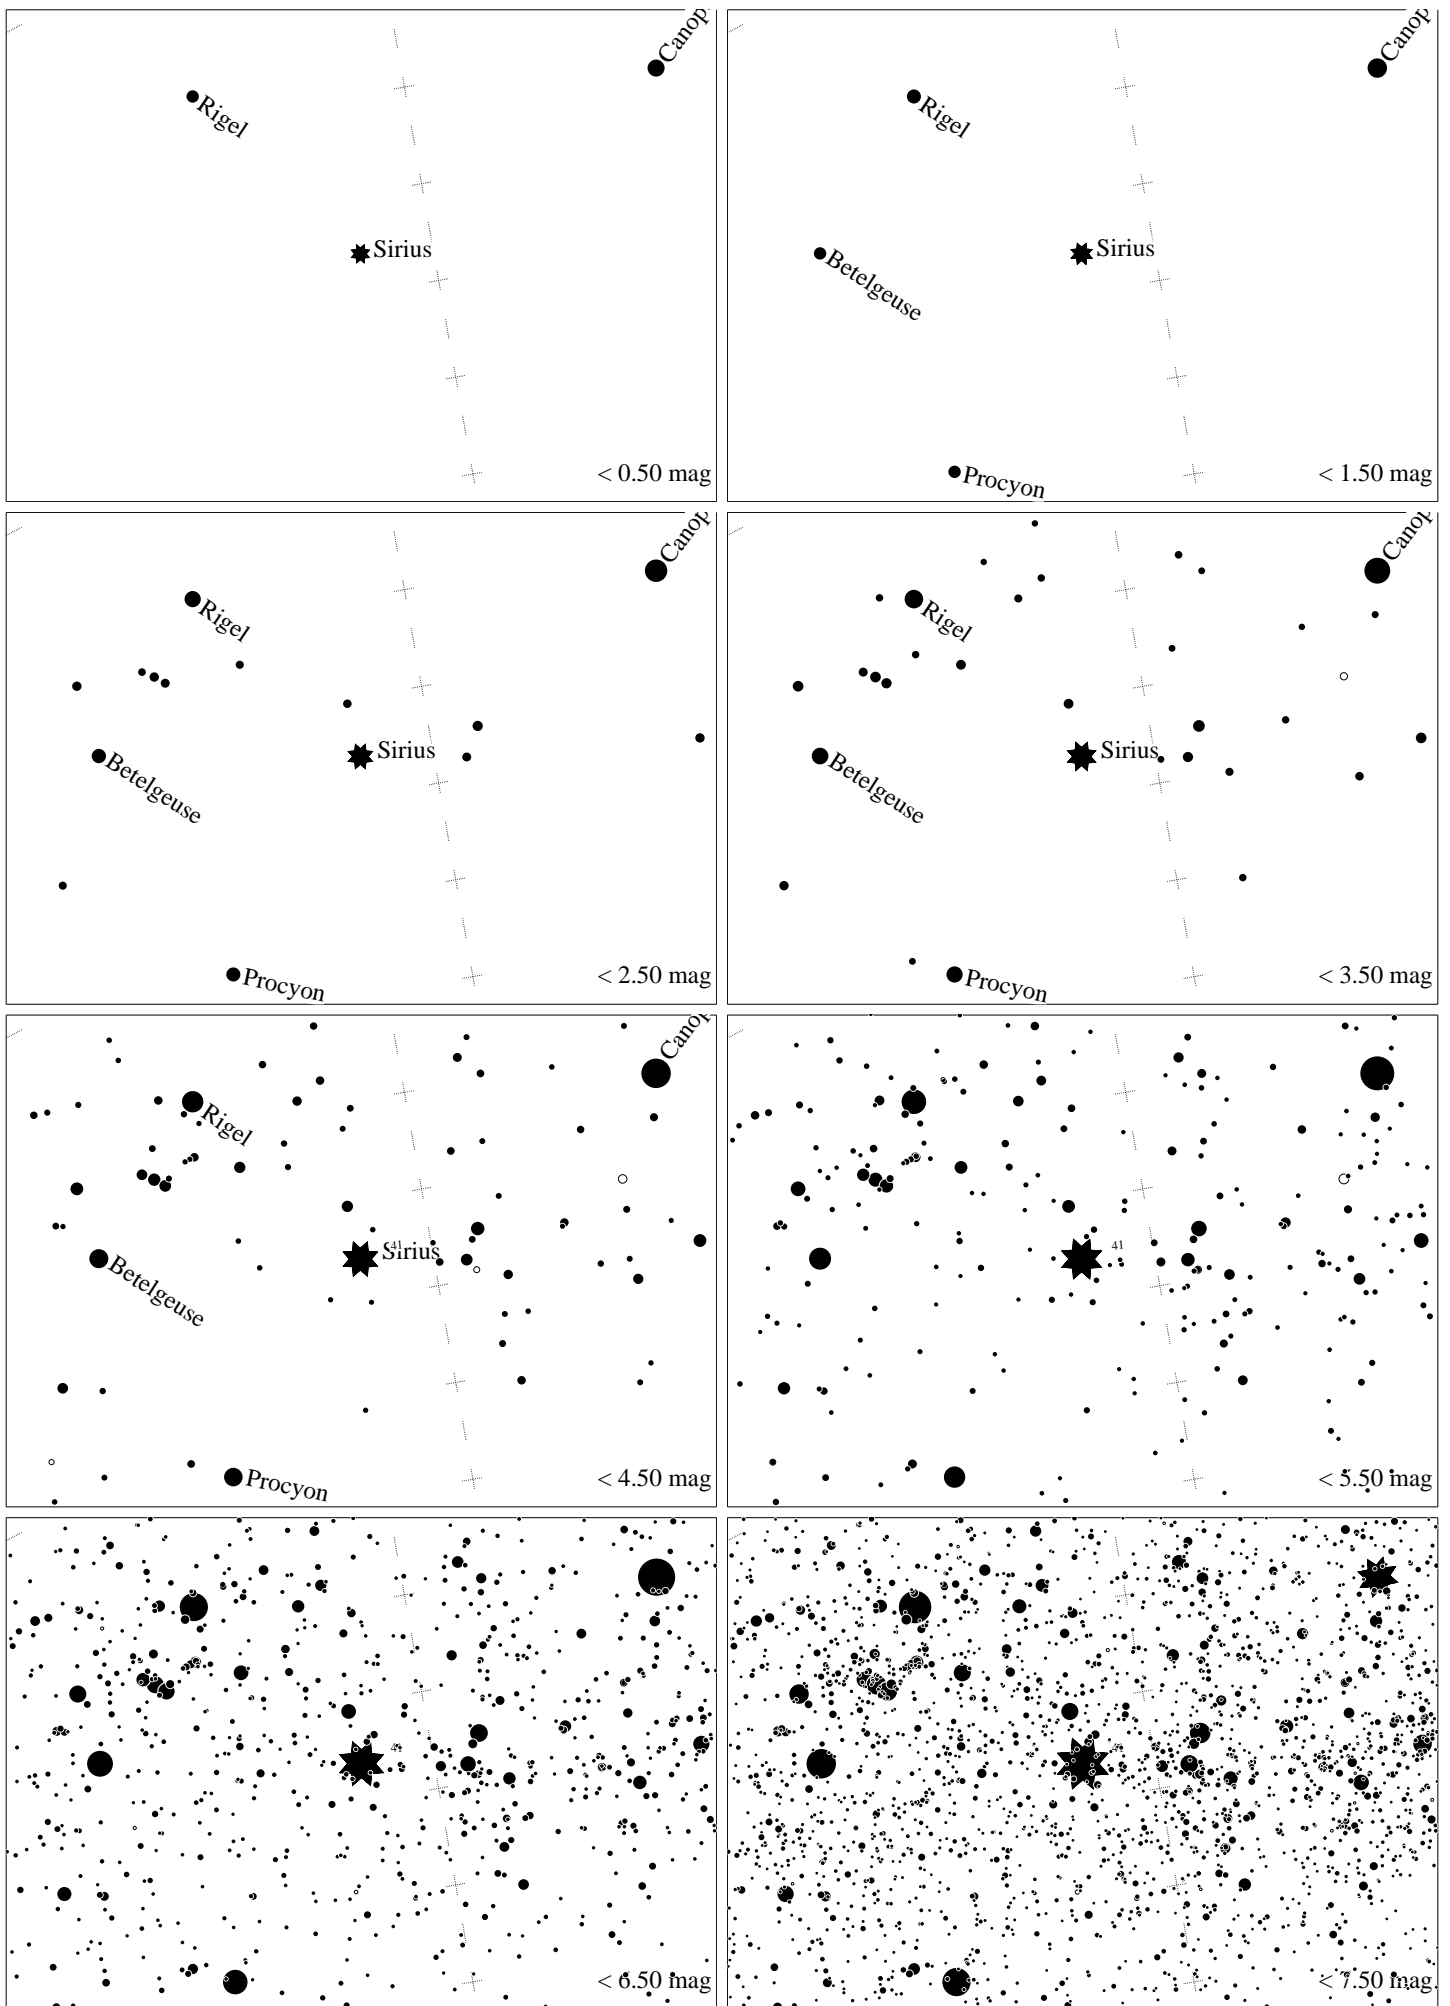 Canop
Rigel
Sirius
< 0.50 mag
Canop
Rigel
Sirius
Betelgeuse
Procyon
< 1.50 mag
Canop
Rigel
Sirius
Betelgeuse
Procyon
< 2.50 mag
Canop
Rigel
Sirius
Betelgeuse
Procyon
< 3.50 mag
Canop
Rigel
41
Sirius
Betelgeuse
Procyon
< 4.50 mag
41
< 5.50 mag
< 6.50 mag
< 7.50 mag